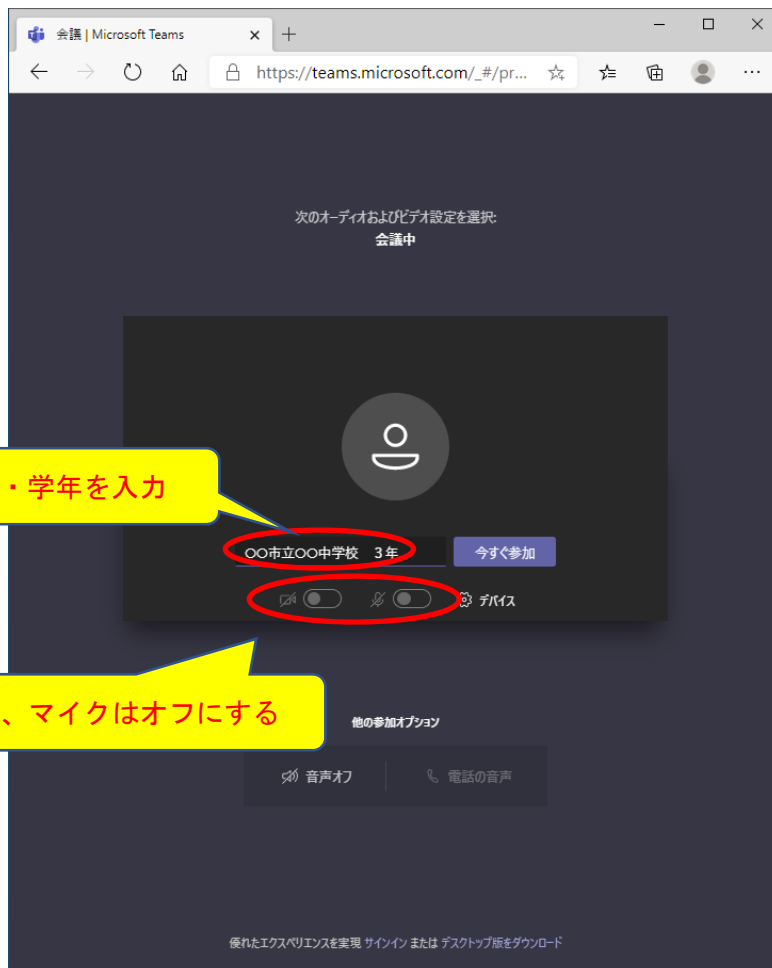 会議 | Microsoft Teams
https://teams.microsoft.com/_#/pr...
次のオーディオおよびビデオ設定を選択:
会議中
・学年を入力
〇〇市立〇〇中学校　3年
今すぐ参加
デバイス
、マイクはオフにする
他の参加オプション
音声オフ
電話の音声
優れたエクスペリエンスを実現 サインイン または デスクトップ版をダウンロード